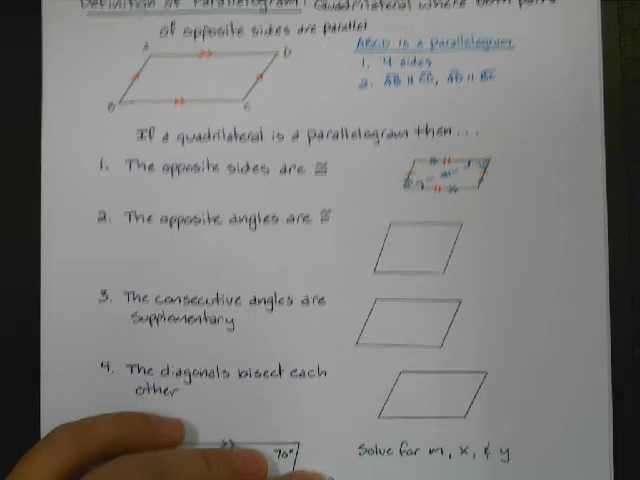 Definition of Parallelogram: Quadrilateral where both pairs
of opposite sides are parallel
A
D
B
C
ABCD is a parallelogram
1. 4 sides
2. AB || CD, AD || BC
If a quadrilateral is a parallelogram then...
1. The opposite sides are ≅
2. The opposite angles are ≅
3. The consecutive angles are
supplementary
4. The diagonals bisect each
other
70°
Solve for m, x, & y